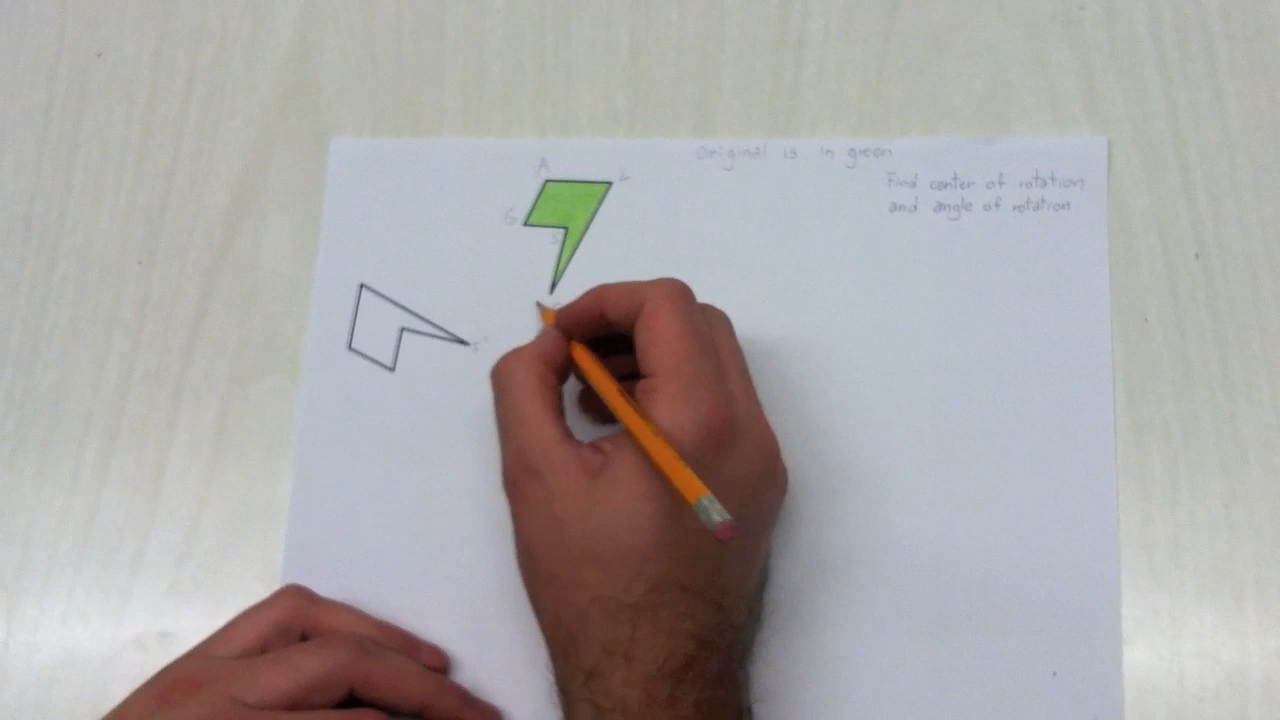 Original is in green
Find center of rotation
and angle of rotation
A